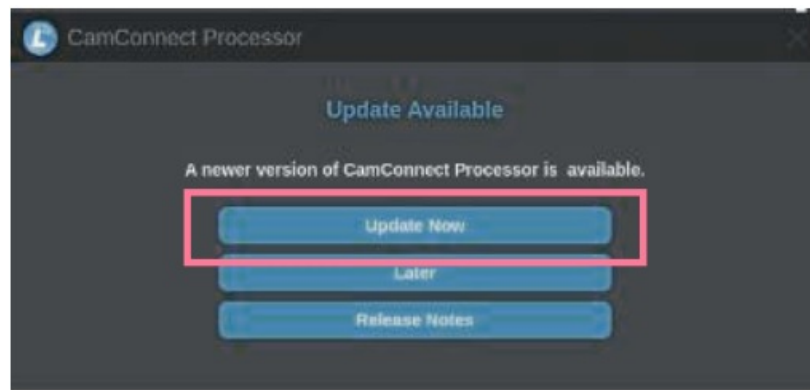 CamConnect Processor
Update Available
A newer version of CamConnect Processor is available.
Update Now
Later
Release Notes